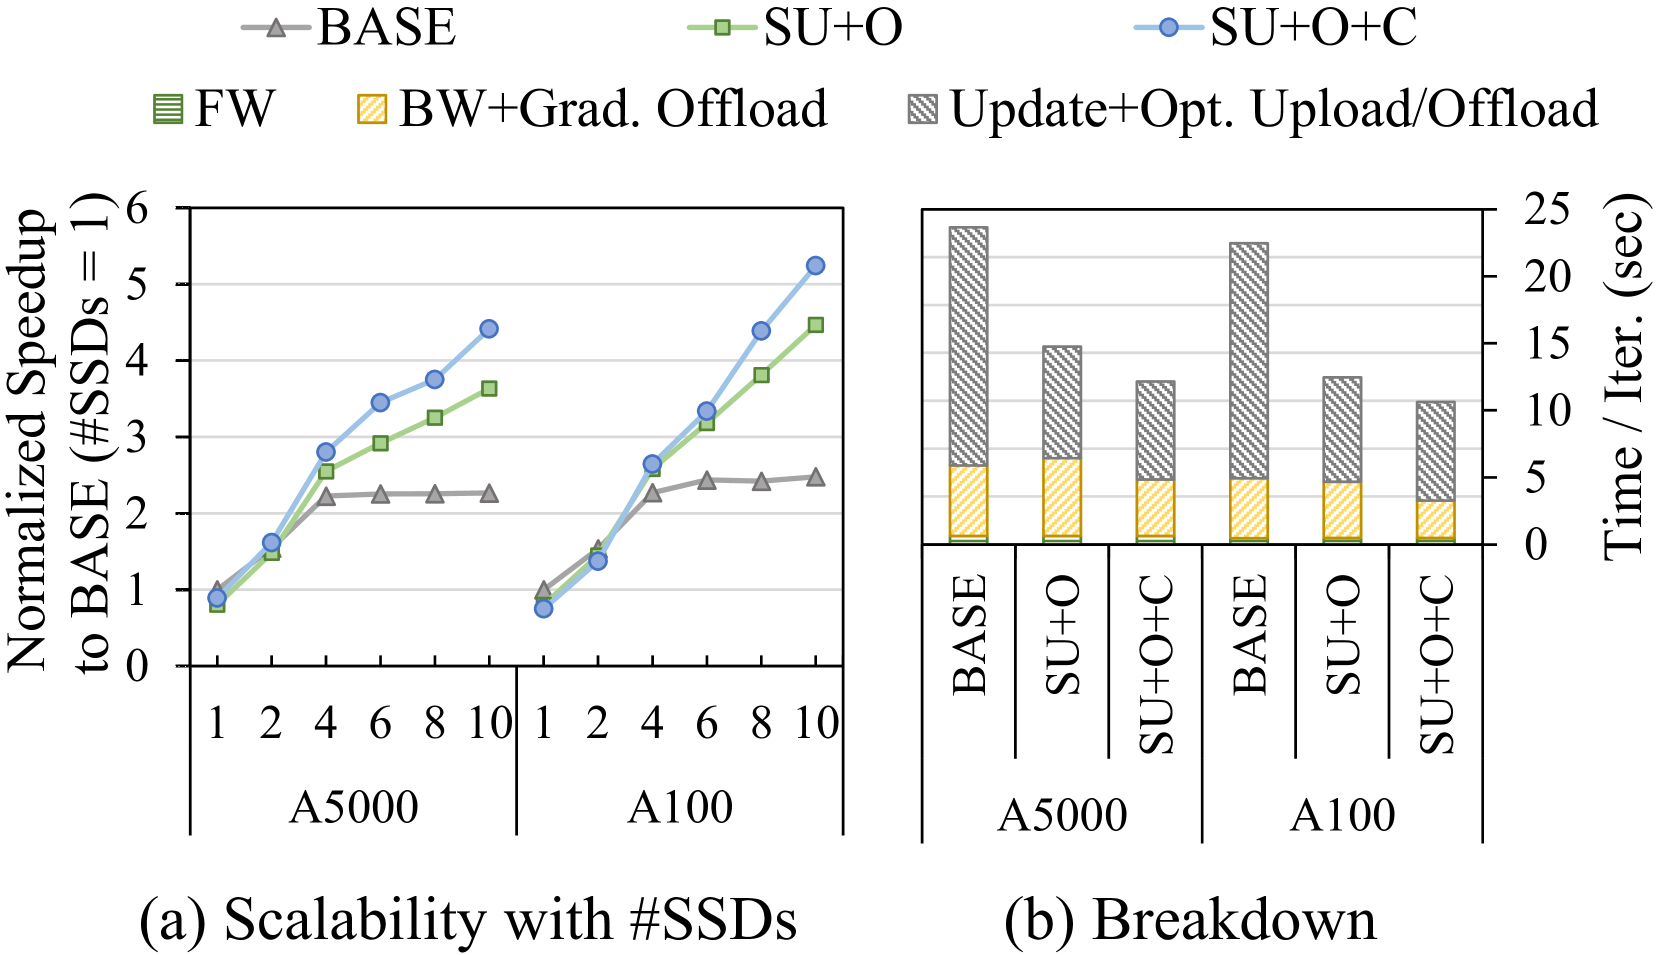 BASE SU+O SU+O+C
FW BW+Grad. Offload Update+Opt. Upload/Offload
Normalized Speedup
to BASE (#SSDs = 1)
6
5
4
3
2
1
0
1 2 4 6 8 10 1 2 4 6 8 10
A5000 A100
(a) Scalability with #SSDs
25
20
15
10
5
0
Time / Iter. (sec)
BASE SU+O SU+O+C BASE SU+O SU+O+C
A5000 A100
(b) Breakdown